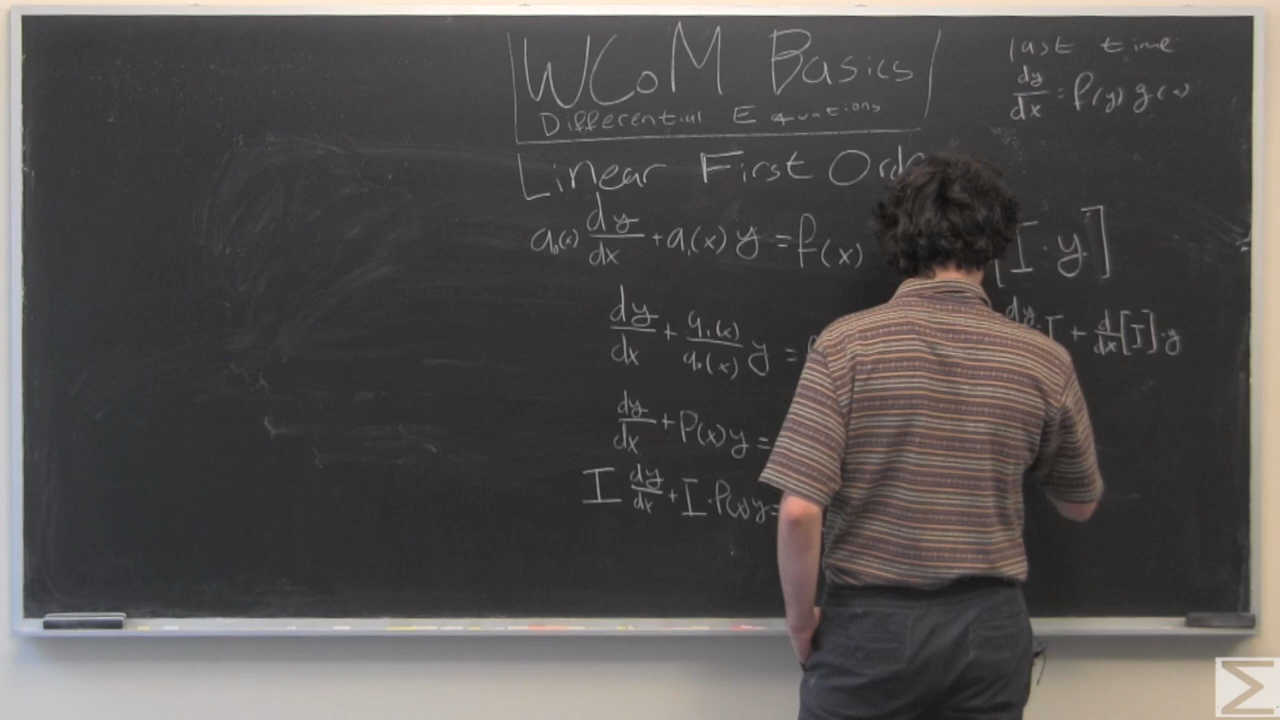 WCoM Basics
Differential Equations
Linear First Ord
a₀(x) dy/dx + a₁(x) y = f(x)
dy/dx + a₁(x)/a₀(x) y =
dy/dx + P(x) y =
I dy/dx + I · P(x) y =
last time
dy/dx = f(y) g(x)
[I · y]
dy/dx · I + d/dx [I] · y
Σ